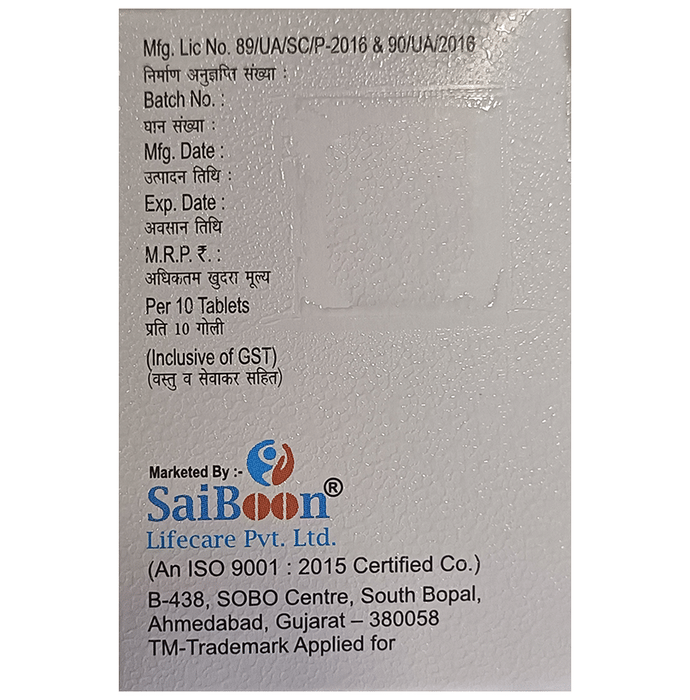 Mfg. Lic No. 89/UA/SC/P-2016 & 90/UA/2016
निर्माण अनुज्ञप्ति संख्या :
Batch No. :
घान संख्या :
Mfg. Date :
उत्पादन तिथि :
Exp. Date :
अवसान तिथि
M.R.P. ₹. :
अधिकतम खुदरा मूल्य
Per 10 Tablets
प्रति 10 गोली
(Inclusive of GST)
(वस्तु व सेवाकर सहित)
Marketed By :-
SaiBoon®
Lifecare Pvt. Ltd.
(An ISO 9001 : 2015 Certified Co.)
B-438, SOBO Centre, South Bopal,
Ahmedabad, Gujarat – 380058
TM-Trademark Applied for